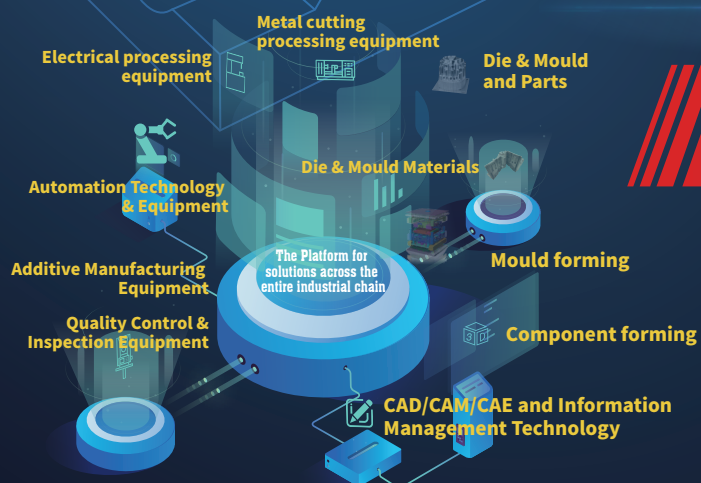 Metal cutting
processing equipment
Electrical processing
equipment
Die & Mould
and Parts
Die & Mould Materials
Automation Technology
& Equipment
The Platform for
solutions across the
entire industrial chain
Mould forming
Additive Manufacturing
Equipment
Quality Control &
Inspection Equipment
3D
Component forming
CAD/CAM/CAE and Information
Management Technology